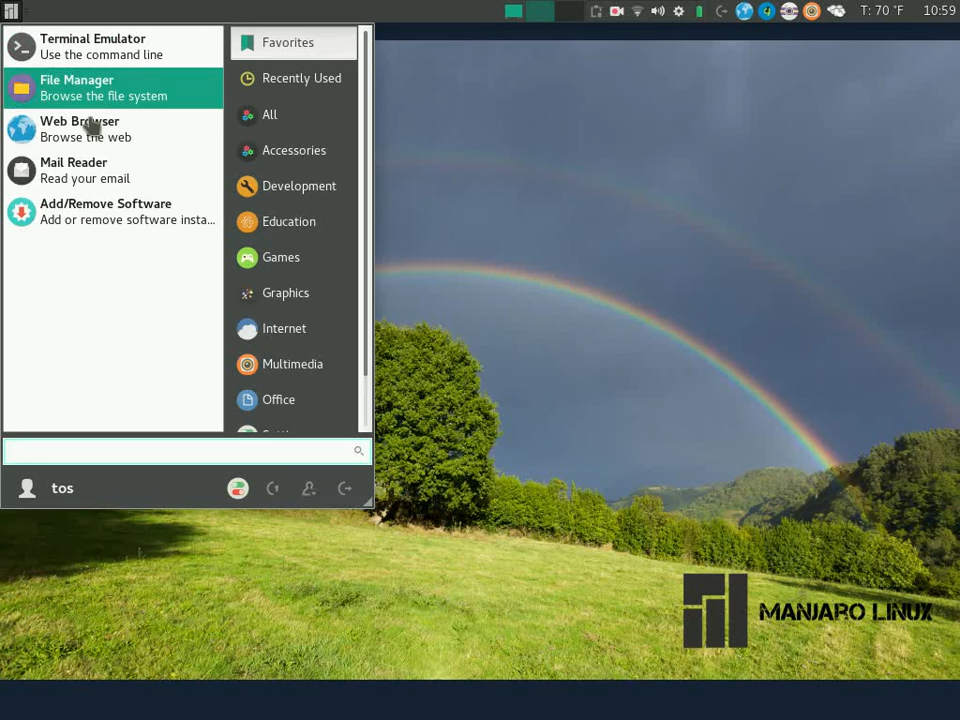 T: 70 °F
10:59
Terminal Emulator
Use the command line
File Manager
Browse the file system
Web Browser
Browse the web
Mail Reader
Read your email
Add/Remove Software
Add or remove software insta...
Favorites
Recently Used
All
Accessories
Development
Education
Games
Graphics
Internet
Multimedia
Office
tos
MANJARO LINUX